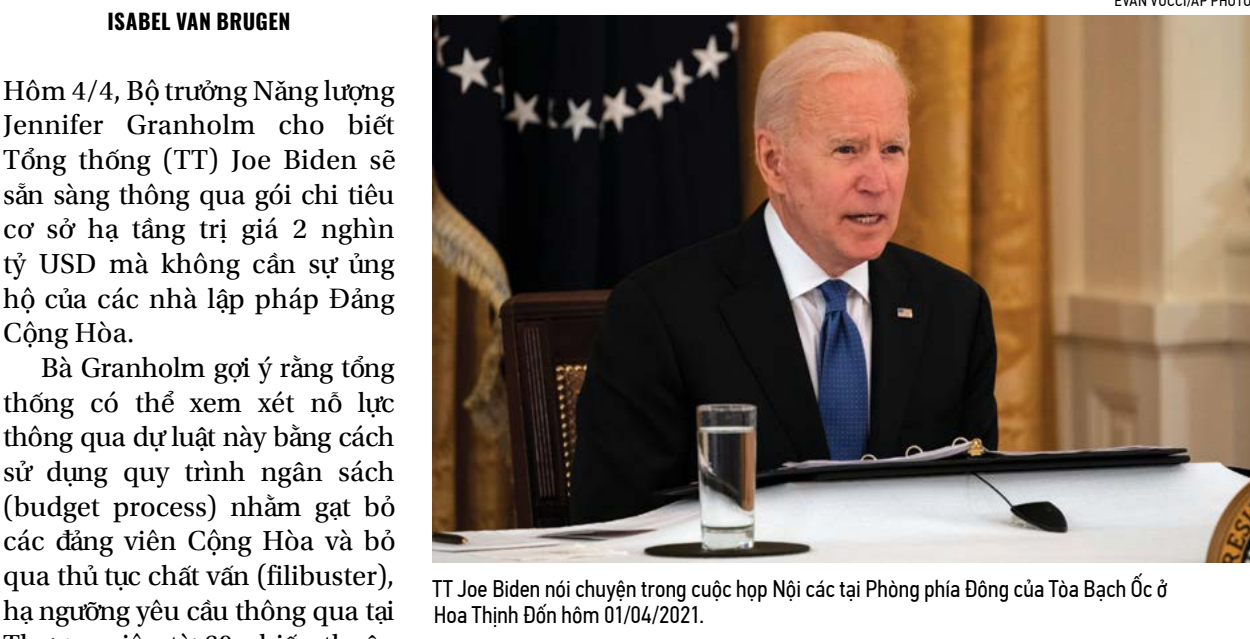 ISABEL VAN BRUGEN
Hôm 4/4, Bộ trưởng Năng lượng
Jennifer Granholm cho biết
Tổng thống (TT) Joe Biden sẽ
sẵn sàng thông qua gói chi tiêu
cơ sở hạ tầng trị giá 2 nghìn
tỷ USD mà không cần sự ủng
hộ của các nhà lập pháp Đảng
Cộng Hòa.
Bà Granholm gợi ý rằng tổng
thống có thể xem xét nỗ lực
thông qua dự luật này bằng cách
sử dụng quy trình ngân sách
(budget process) nhằm gạt bỏ
các đảng viên Cộng Hòa và bỏ
qua thủ tục chất vấn (filibuster),
hạ ngưỡng yêu cầu thông qua tại
EVAN VUCCI/AP PHOTO
TT Joe Biden nói chuyện trong cuộc họp Nội các tại Phòng phía Đông của Tòa Bạch Ốc ở
Hoa Thịnh Đốn hôm 01/04/2021.